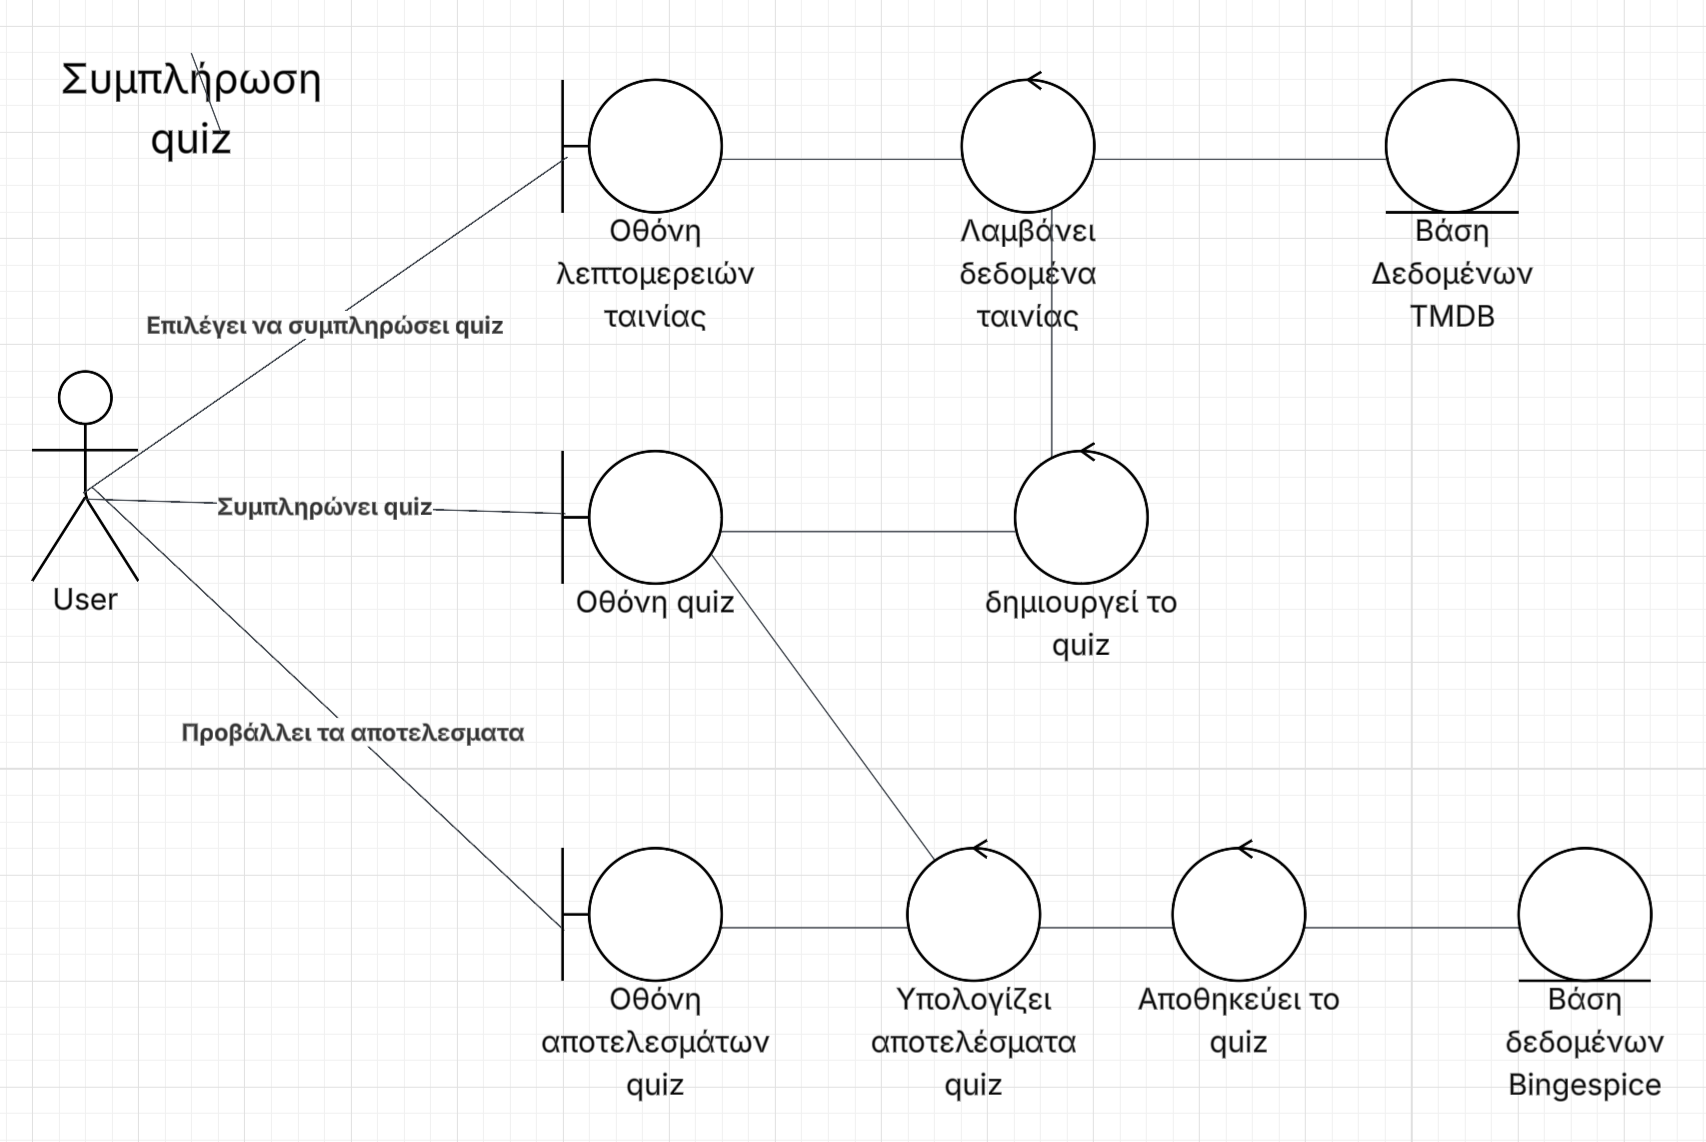 Συμπλήρωση
quiz
Οθόνη
λεπτομερειών
ταινίας
Λαμβάνει
δεδομένα
ταινίας
Βάση
Δεδομένων
TMDB
Επιλέγει να συμπληρώσει quiz
Συμπληρώνει quiz
User
Οθόνη quiz
δημιουργεί το
quiz
Προβάλλει τα αποτελεσματα
Οθόνη
αποτελεσμάτων
quiz
Υπολογίζει
αποτελέσματα
quiz
Αποθηκεύει το
quiz
Βάση
δεδομένων
Bingespice